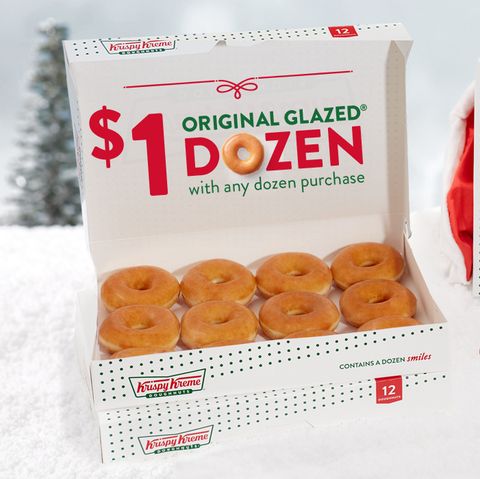 Krispy Kreme
DOUGHNUTS
12
$1
ORIGINAL GLAZED®
DOZEN
with any dozen purchase
CONTAINS A DOZEN smiles
Krispy Kreme
DOUGHNUTS
12
DOUGHNUTS
Krispy Kreme
DOUGHNUTS